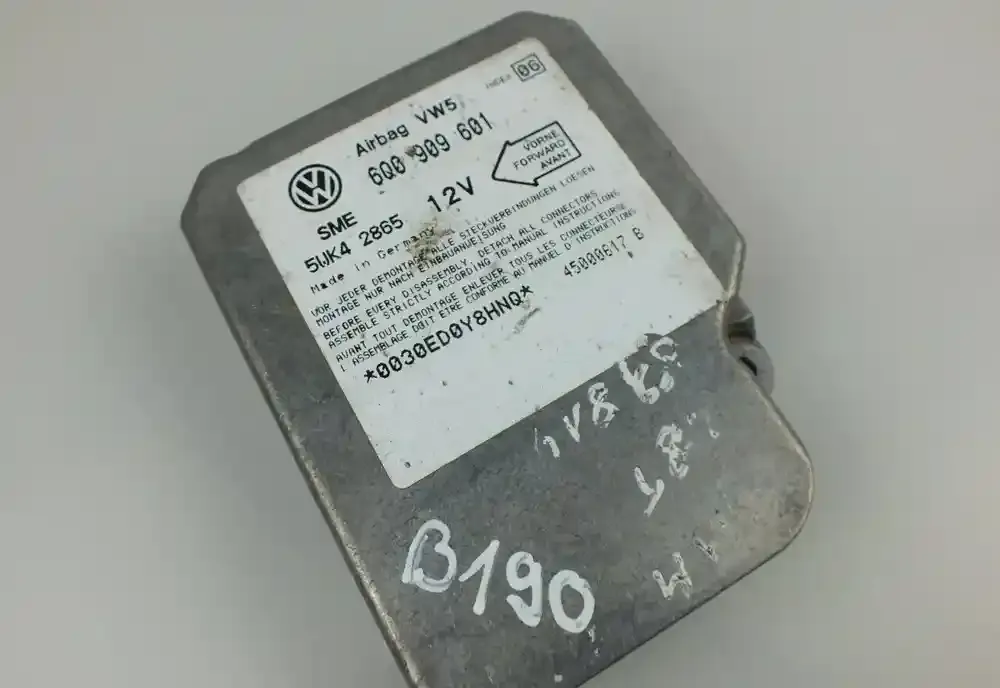 INDEX 06
Airbag VW5
6Q0 909 601
VORNE
FORWARD
AVANT
SME
5WK4 2865 12V
Made in Germany
VOR JEDER DEMONTAGE ALLE STECKVERBINDUNGEN LOESEN
MONTAGE NUR NACH EINBAUANWEISUNG
BEFORE EVERY DISASSEMBLY, DETACH ALL CONNECTORS
ASSEMBLE STRICTLY ACCORDING TO MANUAL INSTRUCTIONS
AVANT TOUT DEMONTAGE ENLEVER TOUS LES CONNECTEURS
L ASSEMBLAGE DOIT ETRE CONFORME AU MANUEL D'INSTRUCTIONS
45000617 B
*0030ED0Y8HNQ*
B190